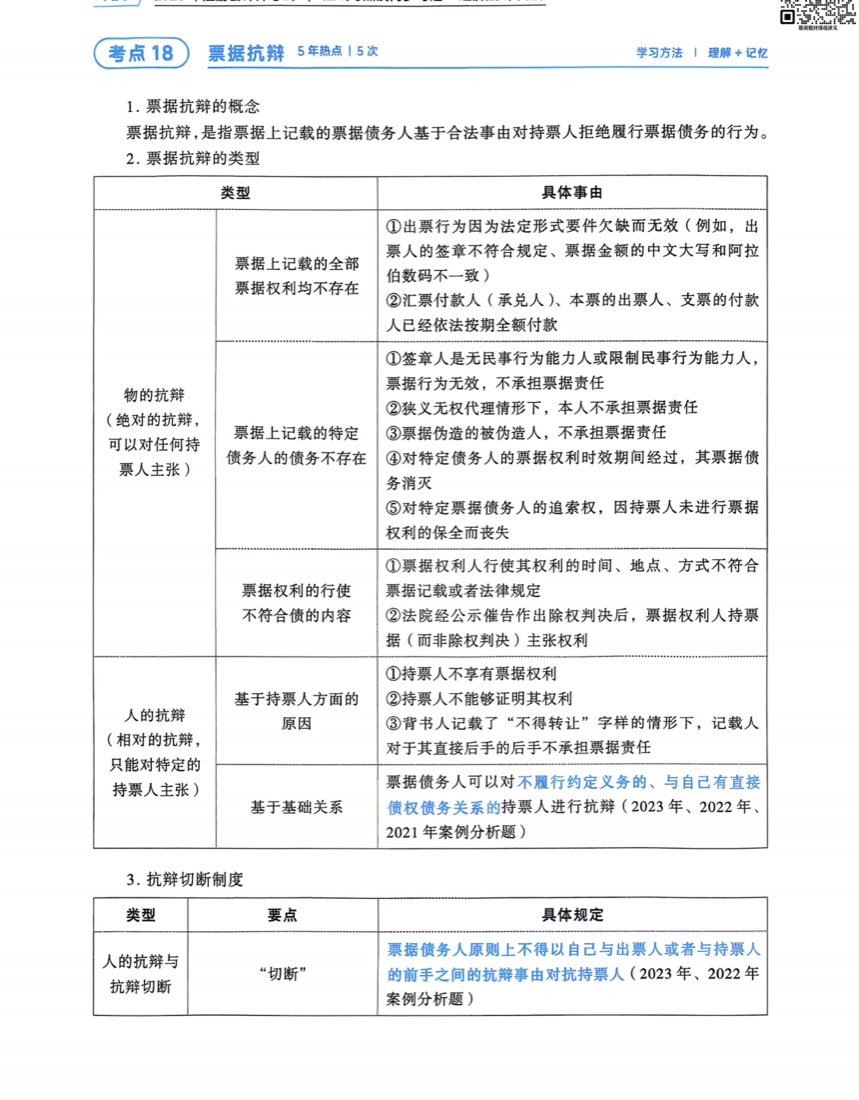 考点 18 票据抗辩 5 年热点 | 5 次 学习方法 | 理解 + 记忆
1. 票据抗辩的概念
票据抗辩，是指票据上记载的票据债务人基于合法事由对持票人拒绝履行票据债务的行为。
2. 票据抗辩的类型
类型 具体事由
物的抗辩
（绝对的抗辩，
可以对任何持
票人主张）
票据上记载的全部
票据权利均不存在
①出票行为因为法定形式要件欠缺而无效（例如，出
票人的签章不符合规定、票据金额的中文大写和阿拉
伯数码不一致）
②汇票付款人（承兑人）、本票的出票人、支票的付款
人已经依法按期全额付款
票据上记载的特定
债务人的债务不存在
①签章人是无民事行为能力人或限制民事行为能力人，
票据行为无效，不承担票据责任
②狭义无权代理情形下，本人不承担票据责任
③票据伪造的被伪造人，不承担票据责任
④对特定债务人的票据权利时效期间经过，其票据债
务消灭
⑤对特定票据债务人的追索权，因持票人未进行票据
权利的保全而丧失
票据权利的行使
不符合债的内容
①票据权利人行使其权利的时间、地点、方式不符合
票据记载或者法律规定
②法院经公示催告作出除权判决后，票据权利人持票
据（而非除权判决）主张权利
人的抗辩
（相对的抗辩，
只能对特定的
持票人主张）
基于持票人方面的
原因
①持票人不享有票据权利
②持票人不能够证明其权利
③背书人记载了“不得转让”字样的情形下，记载人
对于其直接后手的后手不承担票据责任
基于基础关系
票据债务人可以对不履行约定义务的、与自己有直接
债权债务关系的持票人进行抗辩（2023 年、2022 年、
2021 年案例分析题）
3. 抗辩切断制度
类型 要点 具体规定
人的抗辩与
抗辩切断
“切断”
票据债务人原则上不得以自己与出票人或者与持票人
的前手之间的抗辩事由对抗持票人（2023 年、2022 年
案例分析题）